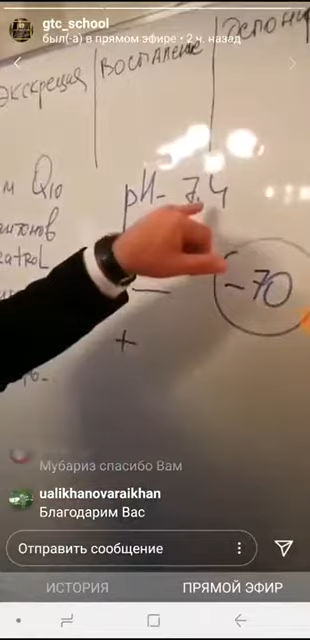 gtc_school
был(-а) в прямом эфире • 2 ч. назад
экскреция
Воспаление
Q10
pH - 7.4
- 70
—
+
Мубариз спасибо Вам
ualikhanovaraikhan
Благодарим Вас
Отправить сообщение
ИСТОРИЯ
ПРЯМОЙ ЭФИР